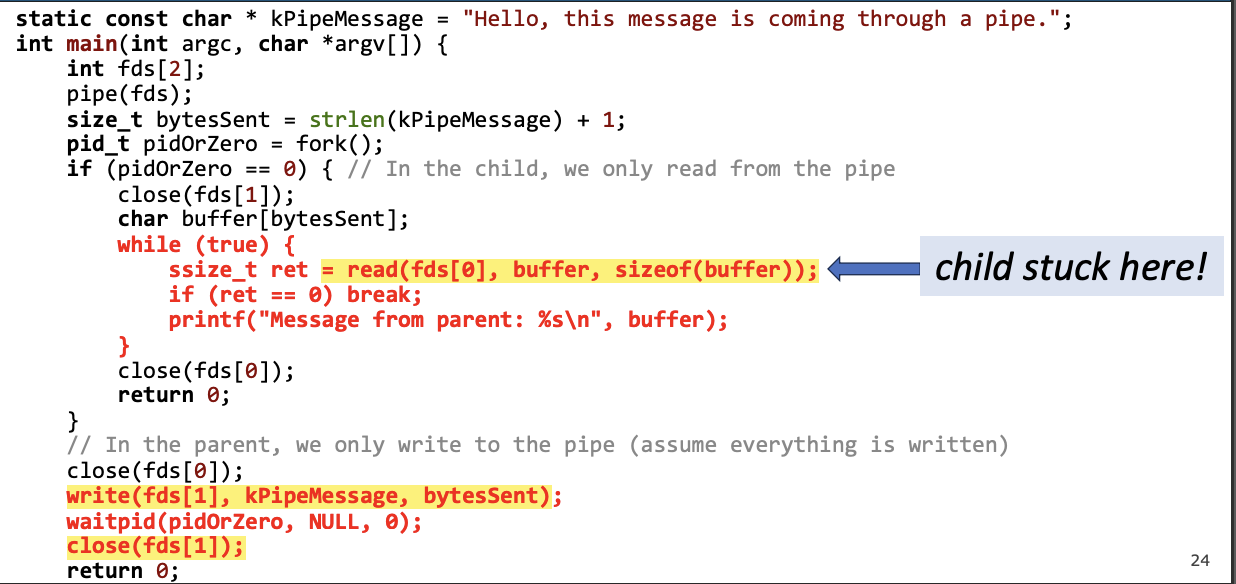 static const char * kPipeMessage = "Hello, this message is coming through a pipe.";
int main(int argc, char *argv[]) {
    int fds[2];
    pipe(fds);
    size_t bytesSent = strlen(kPipeMessage) + 1;
    pid_t pidOrZero = fork();
    if (pidOrZero == 0) { // In the child, we only read from the pipe
        close(fds[1]);
        char buffer[bytesSent];
        while (true) {
            ssize_t ret = read(fds[0], buffer, sizeof(buffer)); child stuck here!
            if (ret == 0) break;
            printf("Message from parent: %s\n", buffer);
        }
        close(fds[0]);
        return 0;
    }
    // In the parent, we only write to the pipe (assume everything is written)
    close(fds[0]);
    write(fds[1], kPipeMessage, bytesSent);
    waitpid(pidOrZero, NULL, 0);
    close(fds[1]);
    return 0;
24